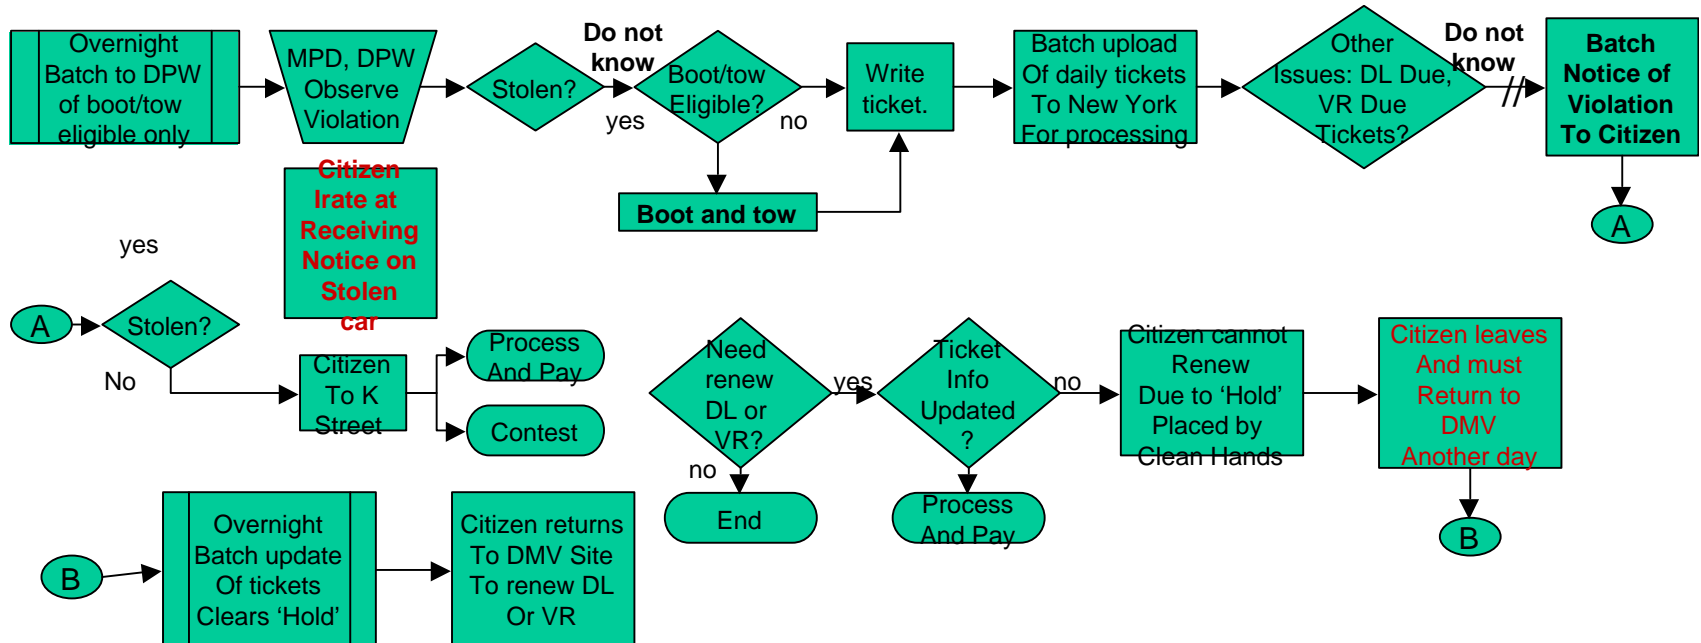 Overnight
Batch to DPW
of boot/tow
eligible only
MPD, DPW
Observe
Violation
Stolen?
Do not
know
yes
Boot/tow
Eligible?
no
Write
ticket.
Boot and tow
Batch upload
Of daily tickets
To New York
For processing
Other
Issues: DL Due,
VR Due
Tickets?
Do not
know
//
Batch
Notice of
Violation
To Citizen
A
Citizen
Irate at
Receiving
Notice on
Stolen
car
yes
A
Stolen?
No
Citizen
To K
Street
Process
And Pay
Contest
Need
renew
DL or
VR?
yes
no
End
Ticket
Info
Updated
?
no
Process
And Pay
Citizen cannot
Renew
Due to ‘Hold’
Placed by
Clean Hands
Citizen leaves
And must
Return to
DMV
Another day
B
B
Overnight
Batch update
Of tickets
Clears ‘Hold’
Citizen returns
To DMV Site
To renew DL
Or VR